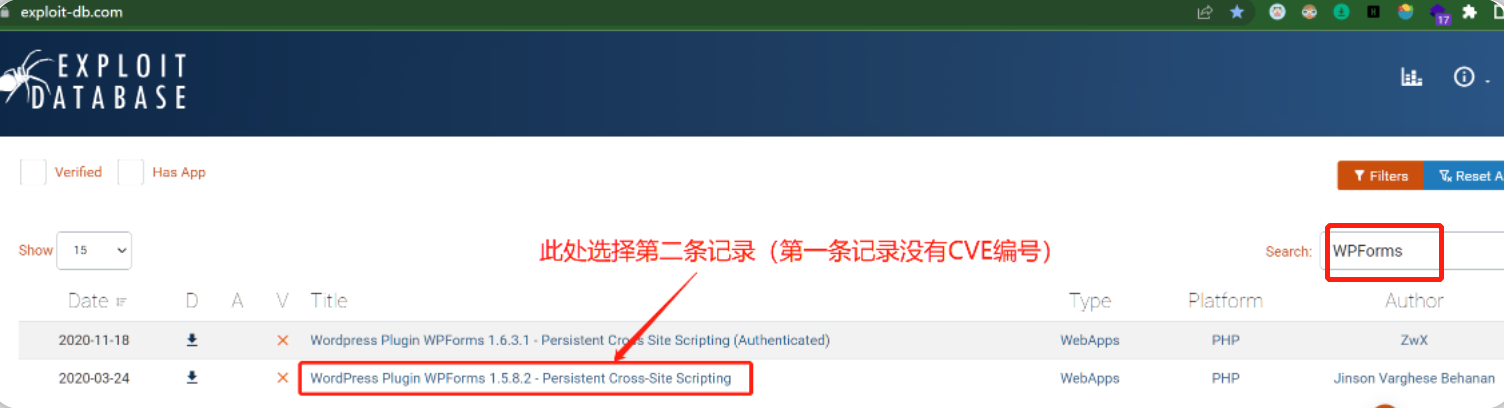 exploit-db.com
17
EXPLOIT
DATABASE
Verified
Has App
Filters
Reset A
Show 15
此处选择第二条记录（第一条记录没有CVE编号）
Search: WPForms
Date D A V Title Type Platform Author
2020-11-18 Wordpress Plugin WPForms 1.6.3.1 - Persistent Cross Site Scripting (Authenticated) WebApps PHP ZwX
2020-03-24 WordPress Plugin WPForms 1.5.8.2 - Persistent Cross-Site Scripting WebApps PHP Jinson Varghese Behanan